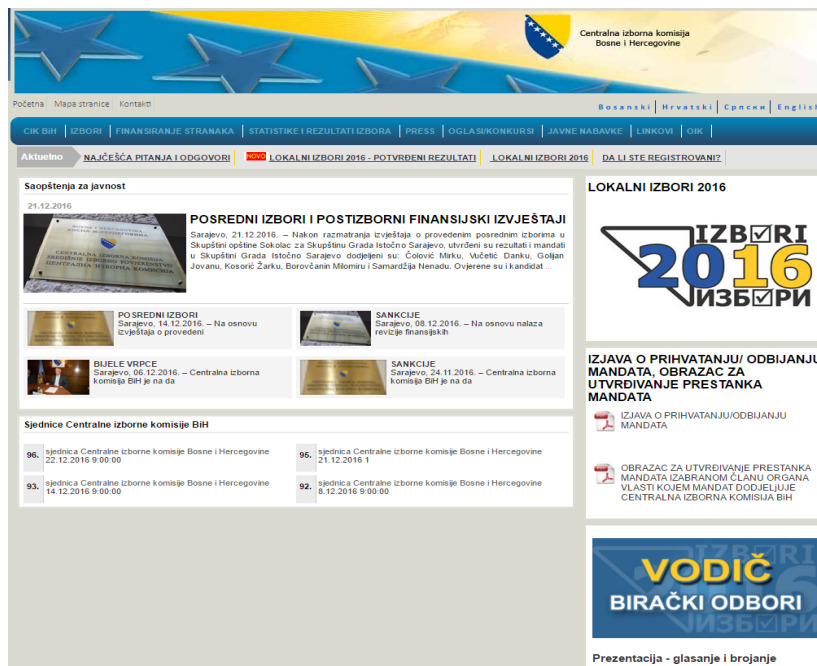 Centralna izborna komisija
Bosne i Hercegovine
Početna Mapa stranice Kontakti
Bosanski Hrvatski Српски English
CIK BiH IZBORI FINANSIRANJE STRANAKA STATISTIKE I REZULTATI IZBORA PRESS OGLASI/KONKURSI JAVNE NABAVKE LINKOVI OIK
Aktuelno NAJČEŠĆA PITANJA I ODGOVORI NOVO LOKALNI IZBORI 2016 - POTVRĐENI REZULTATI LOKALNI IZBORI 2016 DA LI STE REGISTROVANI?
Saopštenja za javnost
21.12.2016
POSREDNI IZBORI I POSTIZBORNI FINANSIJSKI IZVJEŠTAJI
Sarajevo, 21.12.2016. – Nakon razmatranja izvještaja o provedenim posrednim izborima u
Skupštini opštine Sokolac za Skupštinu Grada Istočno Sarajevo, utvrđeni su rezultati i mandati
u Skupštini Grada Istočno Sarajevo dodjeljeni su: Čolović Mirku, Vučetić Danku, Golijan
Jovanu, Kosorić Žarku, Borovčanin Milomiru i Samardžija Nenadu. Ovjerene su i kandidat ...
POSREDNI IZBORI
Sarajevo, 14.12.2016. – Na osnovu
izvještaja o provedeni
SANKCIJE
Sarajevo, 08.12.2016. – Na osnovu nalaza
revizije finansijskih
BIJELE VRPCE
Sarajevo, 06.12.2016. – Centralna izborna
komisija BiH je na da
SANKCIJE
Sarajevo, 24.11.2016. – Centralna izborna
komisija BiH je na da
Sjednice Centralne izborne komisije BiH
96. sjednica Centralne izborne komisije Bosne i Hercegovine
22.12.2016 9:00:00
95. sjednica Centralne izborne komisije Bosne i Hercegovine
21.12.2016 1
93. sjednica Centralne izborne komisije Bosne i Hercegovine
14.12.2016 9:00:00
92. sjednica Centralne izborne komisije Bosne i Hercegovine
8.12.2016 9:00:00
LOKALNI IZBORI 2016
IZBORI
2016
ИЗБОРИ
IZJAVA O PRIHVATANJU/ ODBIJANJU
MANDATA, OBRAZAC ZA
UTVRĐIVANJE PRESTANKA
MANDATA
IZJAVA O PRIHVATANJU/ODBIJANJU
MANDATA
OBRAZAC ZA UTVRĐIVANJE PRESTANKA
MANDATA IZABRANOM ČLANU ORGANA
VLASTI KOJEM MANDAT DODJELjUJE
CENTRALNA IZBORNA KOMISIJA BIH
VODIČ
BIRAČKI ODBORI
Prezentacija - glasanje i brojanje